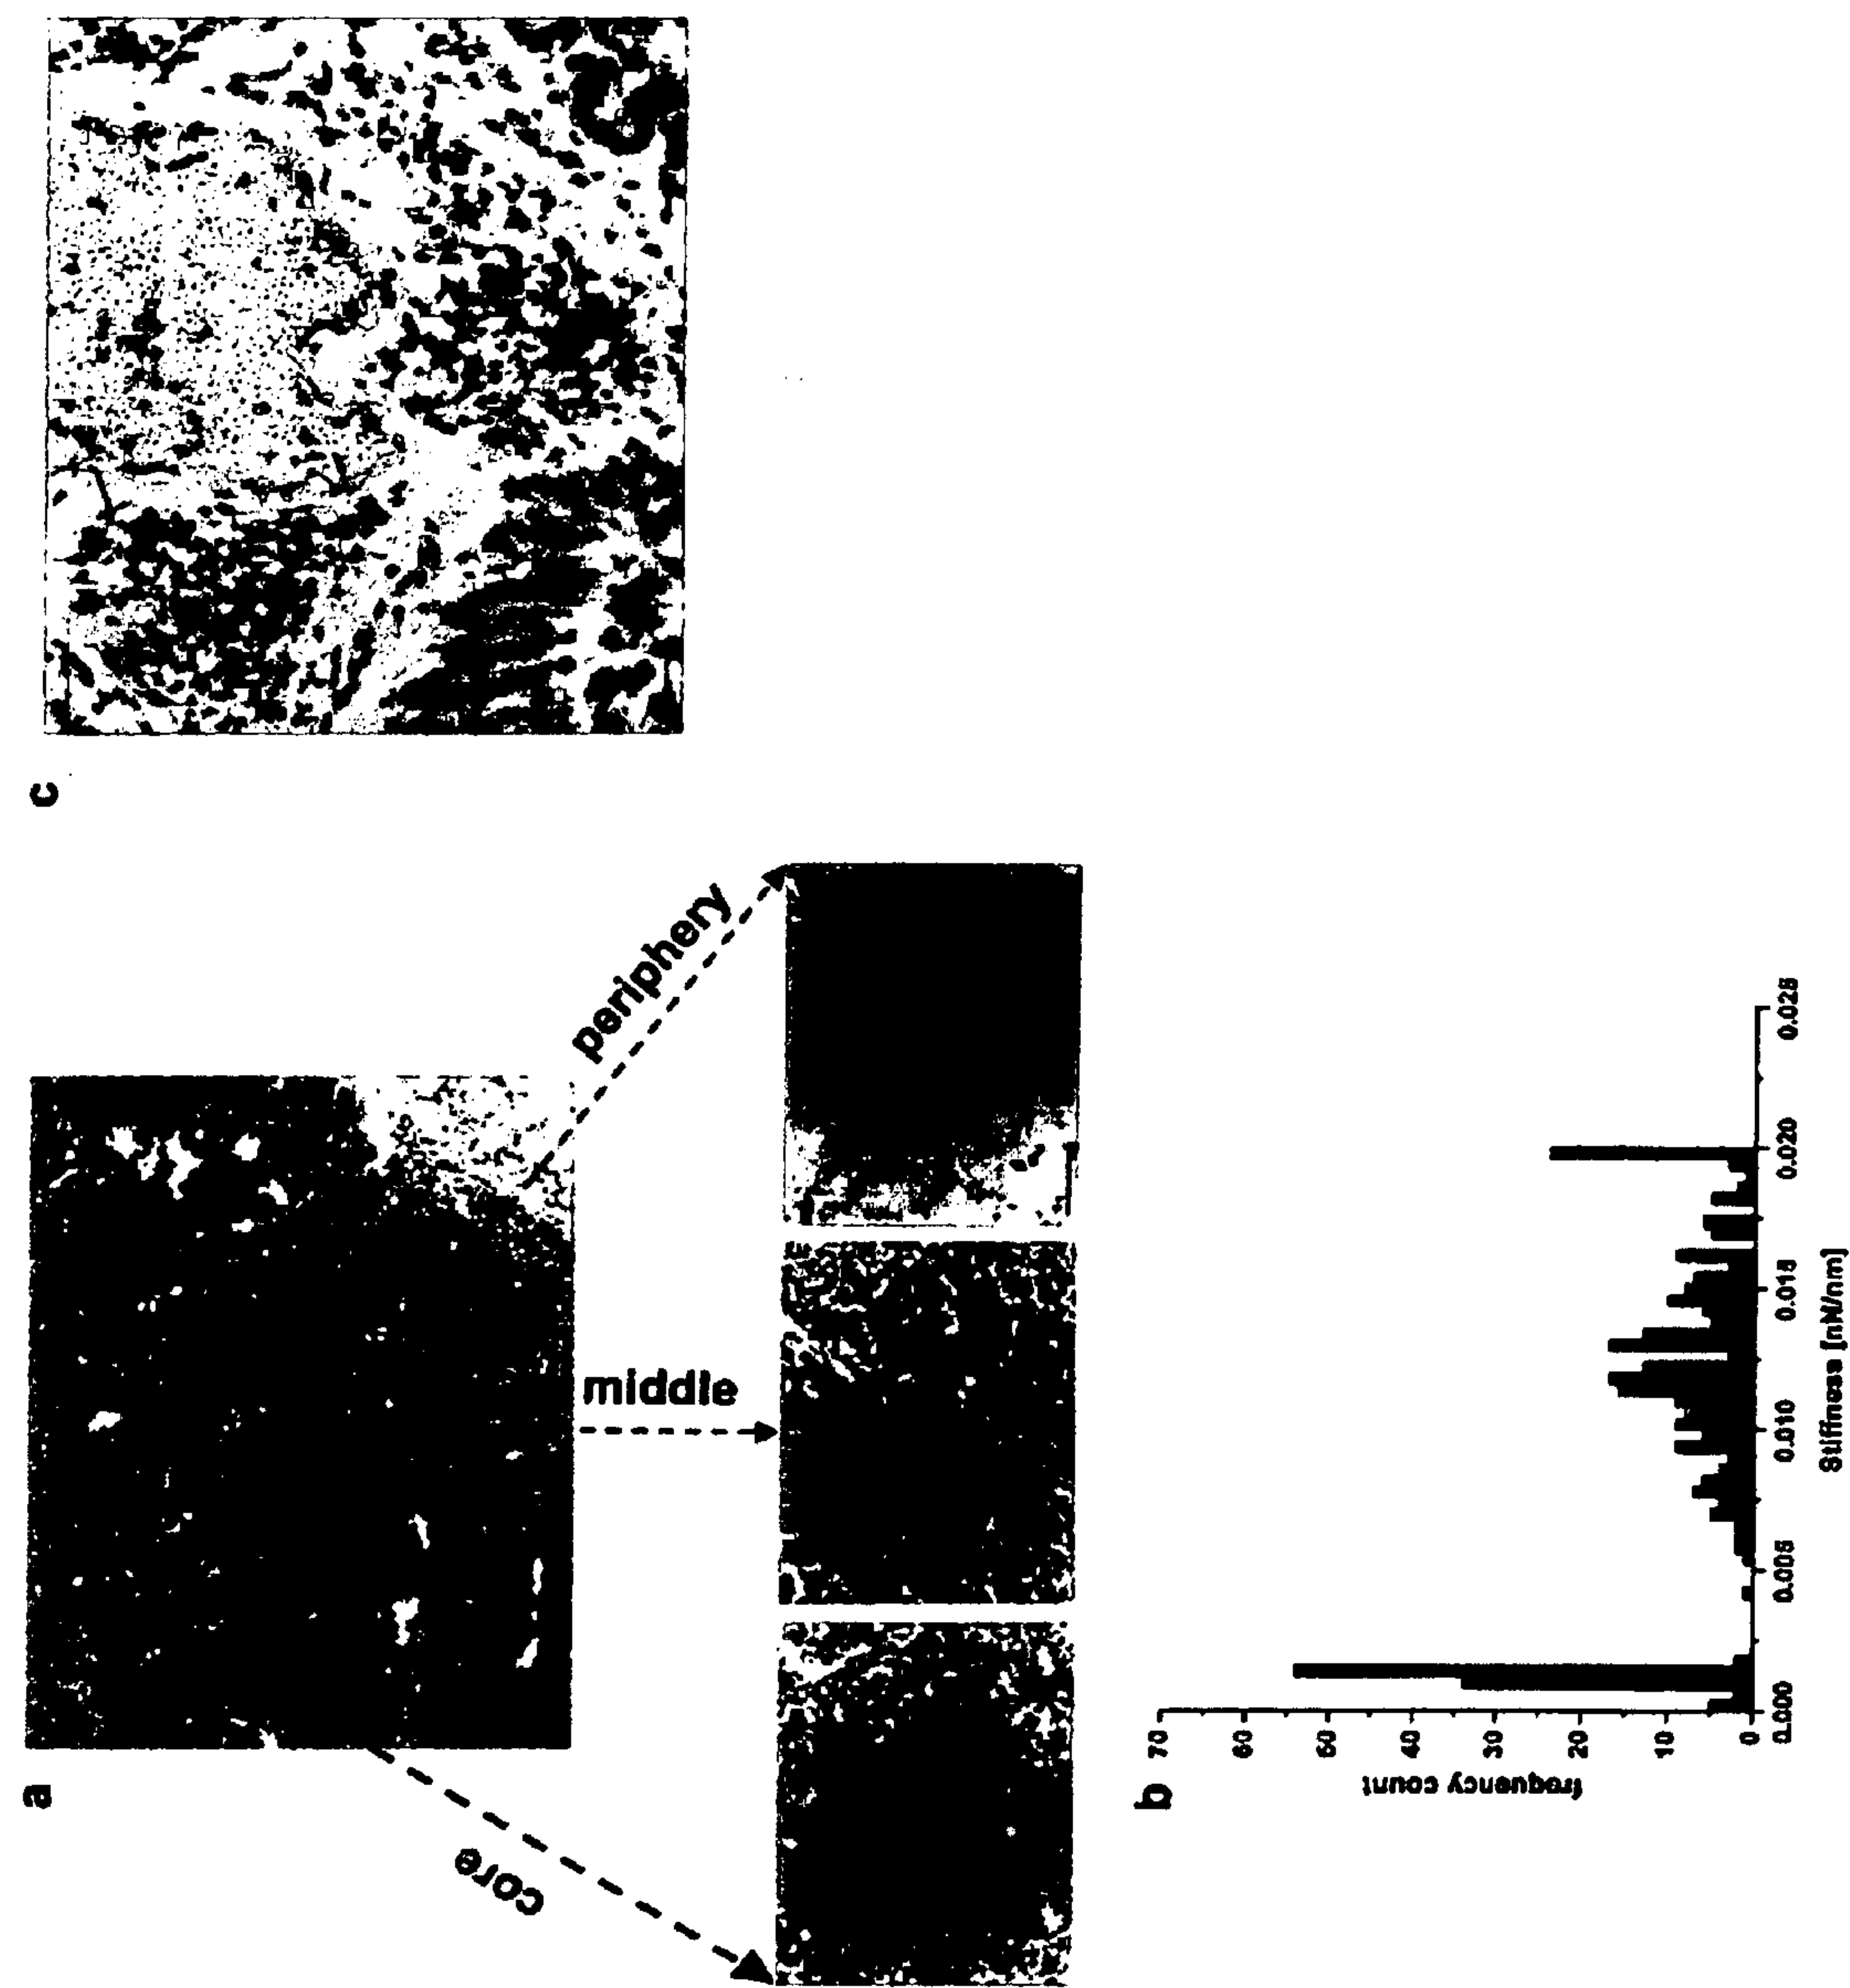 a
core
middle
periphery
b
frequency count
70
60
50
40
30
20
10
0
0.000 0.005 0.010 0.015 0.020 0.025
Stiffness [nN/nm]
c